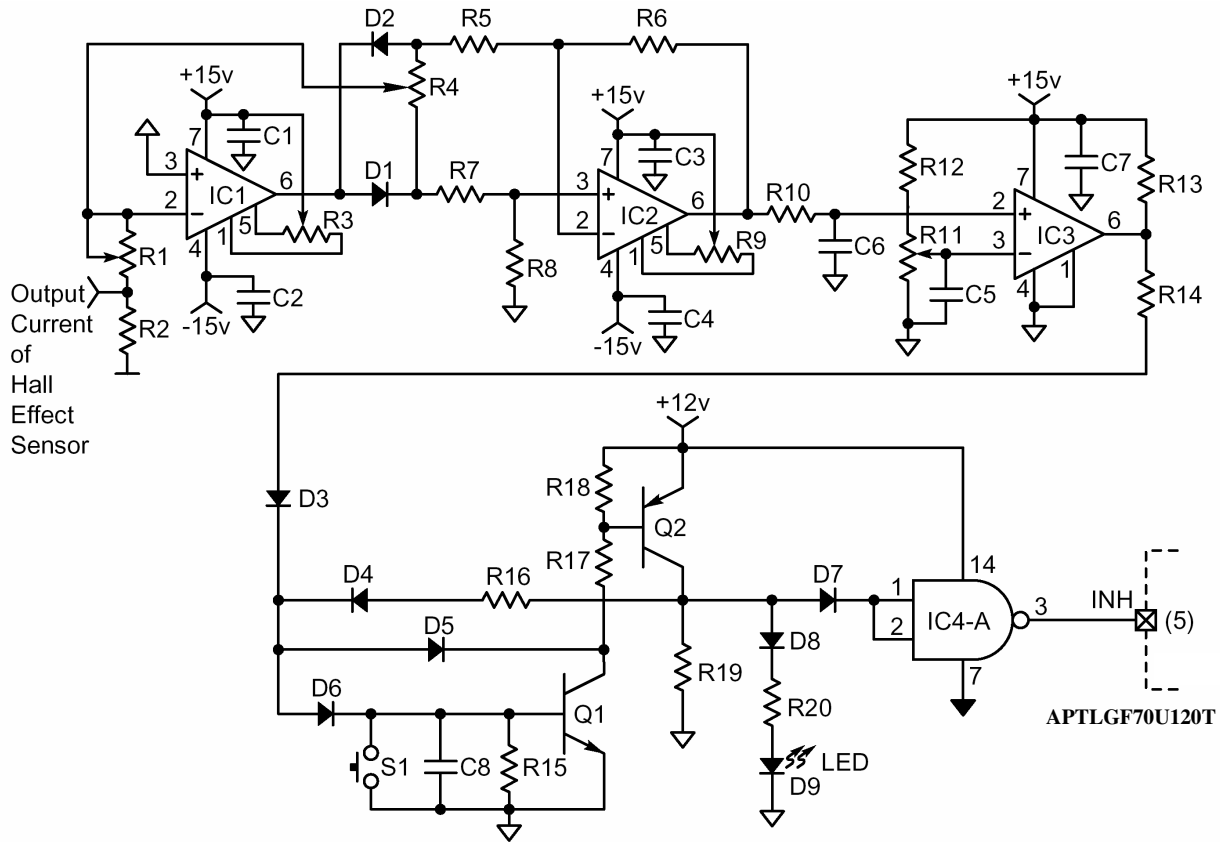 D2
R5
R6
+15v
R4
+15v
+15v
7
C1
7
C3
R12
7
C7
R13
3
+
IC1
6
D1
R7
3
+
IC2
6
R10
2
+
IC3
6
2
−
5
R3
2
−
5
R9
R11
3
−
4
1
4
1
4
1
R1
R8
C6
C5
R14
Output
Current
of
Hall
Effect
Sensor
R2
-15v
C2
-15v
C4
+12v
D3
R18
Q2
R17
14
D4
R16
D7
1
2
IC4-A
3
INH
(5)
D5
D8
7
R19
D6
Q1
R20
APTLGF70U120T
S1
C8
R15
LED
D9